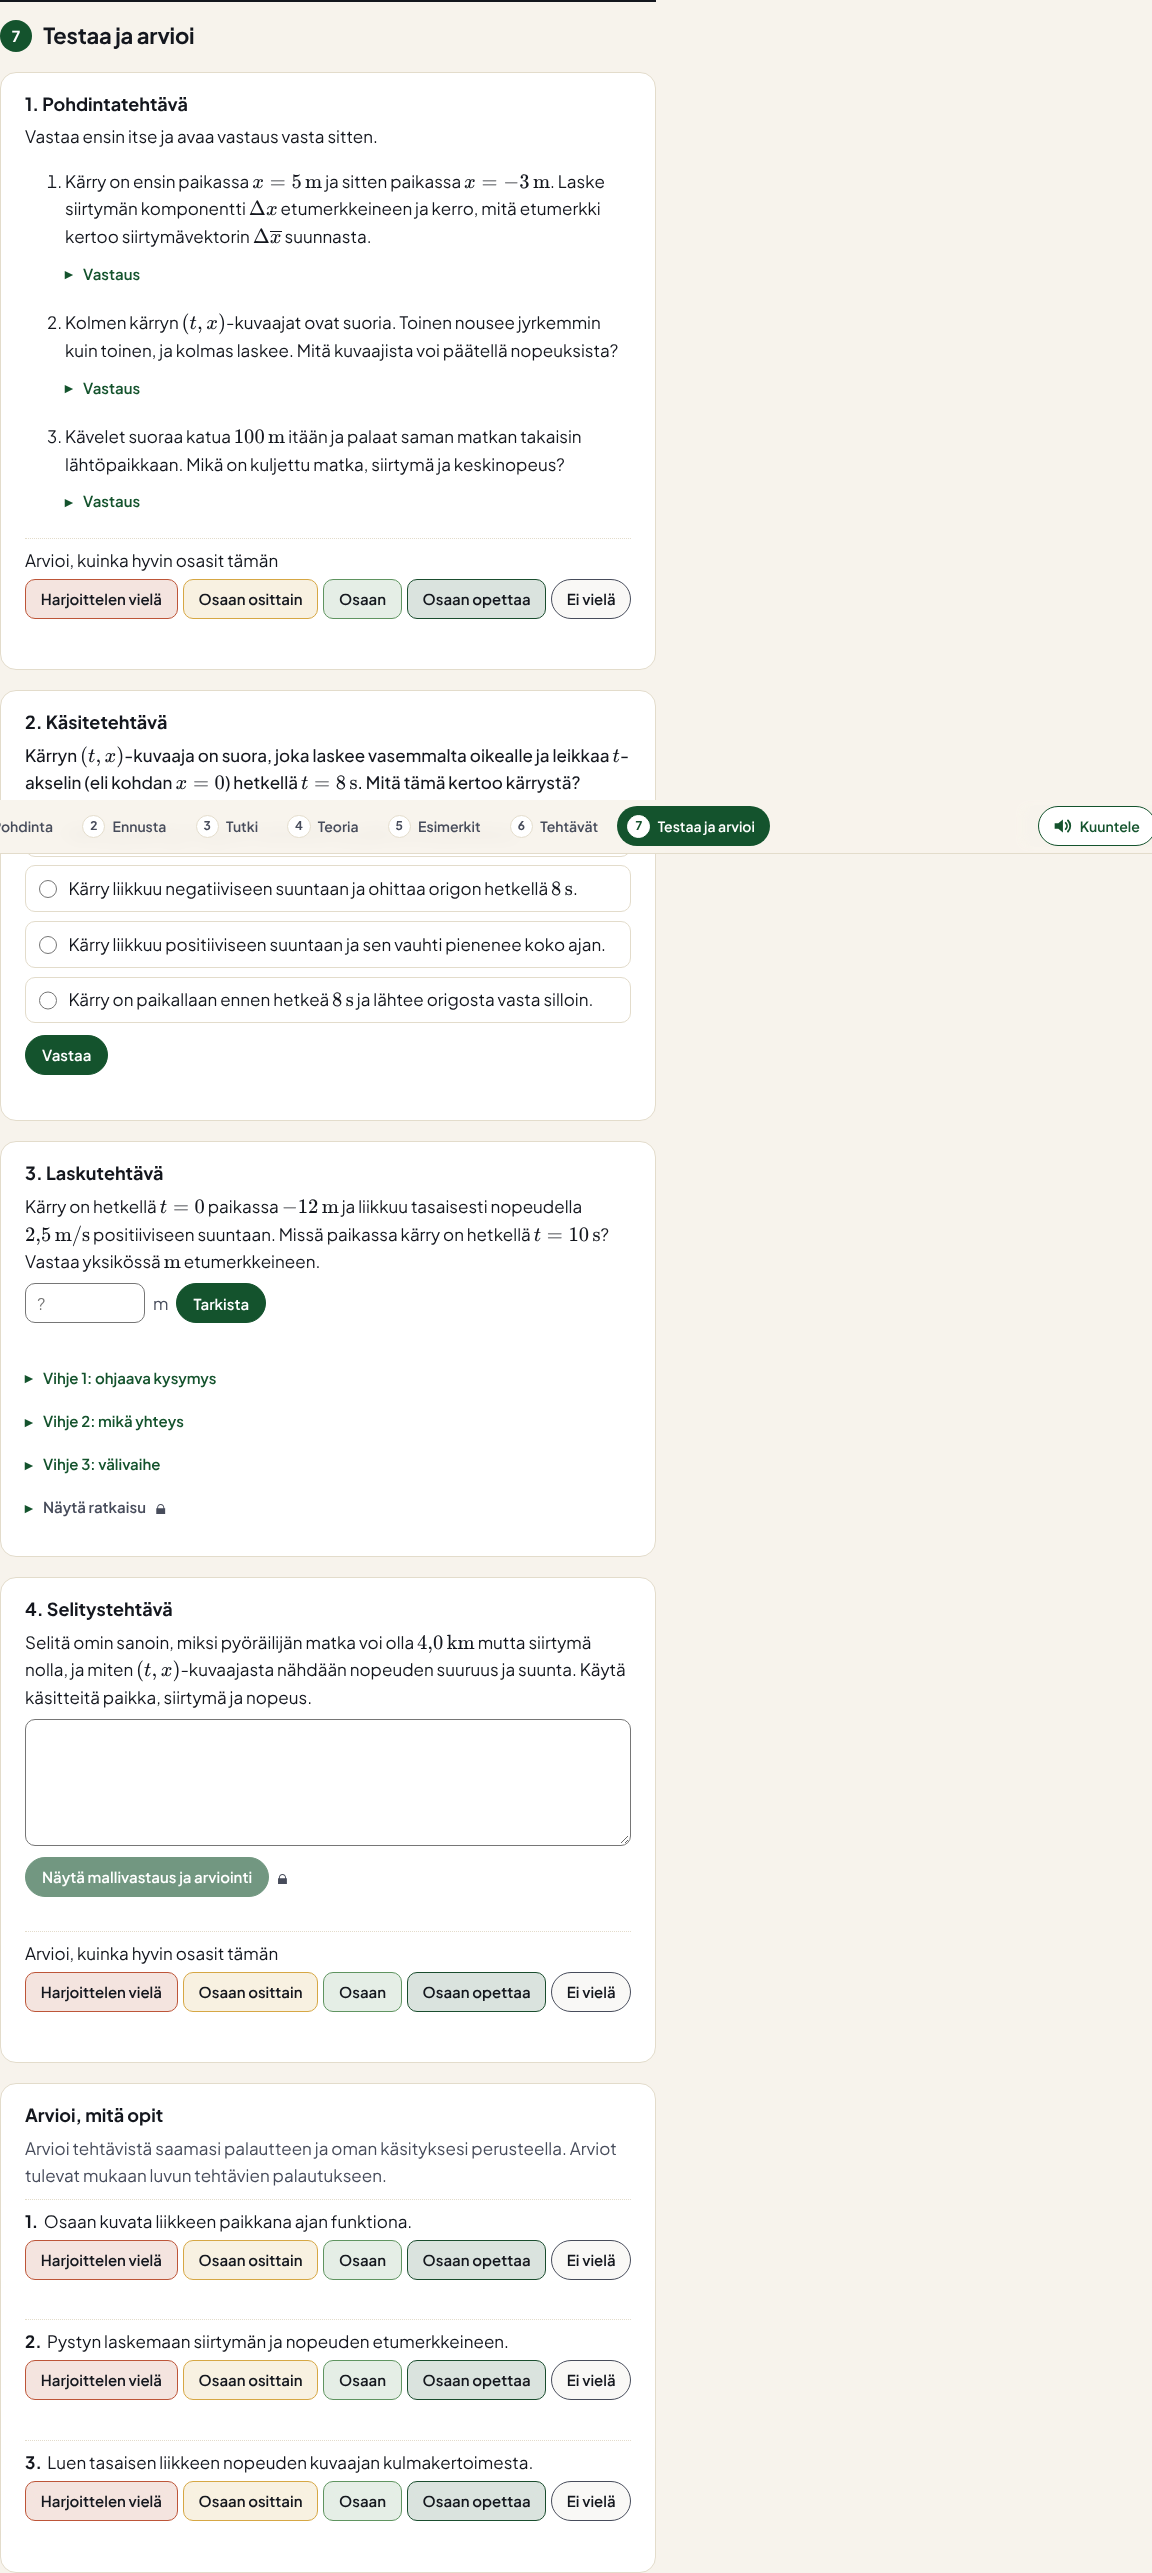 7 Testaa ja arvioi
1. Pohdintatehtävä
Vastaa ensin itse ja avaa vastaus vasta sitten.
1. Kärry on ensin paikassa x = 5 m ja sitten paikassa x = −3 m. Laske
siirtymän komponentti Δx etumerkkeineen ja kerro, mitä etumerkki
kertoo siirtymävektorin Δx̅ suunnasta.
▸ Vastaus
2. Kolmen kärryn (t, x)-kuvaajat ovat suoria. Toinen nousee jyrkemmin
kuin toinen, ja kolmas laskee. Mitä kuvaajista voi päätellä nopeuksista?
▸ Vastaus
3. Kävelet suoraa katua 100 m itään ja palaat saman matkan takaisin
lähtöpaikkaan. Mikä on kuljettu matka, siirtymä ja keskinopeus?
▸ Vastaus
Arvioi, kuinka hyvin osasit tämän
Harjoittelen vielä Osaan osittain Osaan Osaan opettaa Ei vielä
2. Käsitetehtävä
Kärryn (t, x)-kuvaaja on suora, joka laskee vasemmalta oikealle ja leikkaa t-
akselin (eli kohdan x = 0) hetkellä t = 8 s. Mitä tämä kertoo kärrystä?
ohdinta 2 Ennusta 3 Tutki 4 Teoria 5 Esimerkit 6 Tehtävät 7 Testaa ja arvioi Kuuntele
Kärry liikkuu negatiiviseen suuntaan ja ohittaa origon hetkellä 8 s.
Kärry liikkuu positiiviseen suuntaan ja sen vauhti pienenee koko ajan.
Kärry on paikallaan ennen hetkeä 8 s ja lähtee origosta vasta silloin.
Vastaa
3. Laskutehtävä
Kärry on hetkellä t = 0 paikassa −12 m ja liikkuu tasaisesti nopeudella
2,5 m/s positiiviseen suuntaan. Missä paikassa kärry on hetkellä t = 10 s?
Vastaa yksikössä m etumerkkeineen.
? m Tarkista
▸ Vihje 1: ohjaava kysymys
▸ Vihje 2: mikä yhteys
▸ Vihje 3: välivaihe
▸ Näytä ratkaisu
4. Selitystehtävä
Selitä omin sanoin, miksi pyöräilijän matka voi olla 4,0 km mutta siirtymä
nolla, ja miten (t, x)-kuvaajasta nähdään nopeuden suuruus ja suunta. Käytä
käsitteitä paikka, siirtymä ja nopeus.
Näytä mallivastaus ja arviointi
Arvioi, kuinka hyvin osasit tämän
Harjoittelen vielä Osaan osittain Osaan Osaan opettaa Ei vielä
Arvioi, mitä opit
Arvioi tehtävistä saamasi palautteen ja oman käsityksesi perusteella. Arviot
tulevat mukaan luvun tehtävien palautukseen.
1. Osaan kuvata liikkeen paikkana ajan funktiona.
Harjoittelen vielä Osaan osittain Osaan Osaan opettaa Ei vielä
2. Pystyn laskemaan siirtymän ja nopeuden etumerkkeineen.
Harjoittelen vielä Osaan osittain Osaan Osaan opettaa Ei vielä
3. Luen tasaisen liikkeen nopeuden kuvaajan kulmakertoimesta.
Harjoittelen vielä Osaan osittain Osaan Osaan opettaa Ei vielä